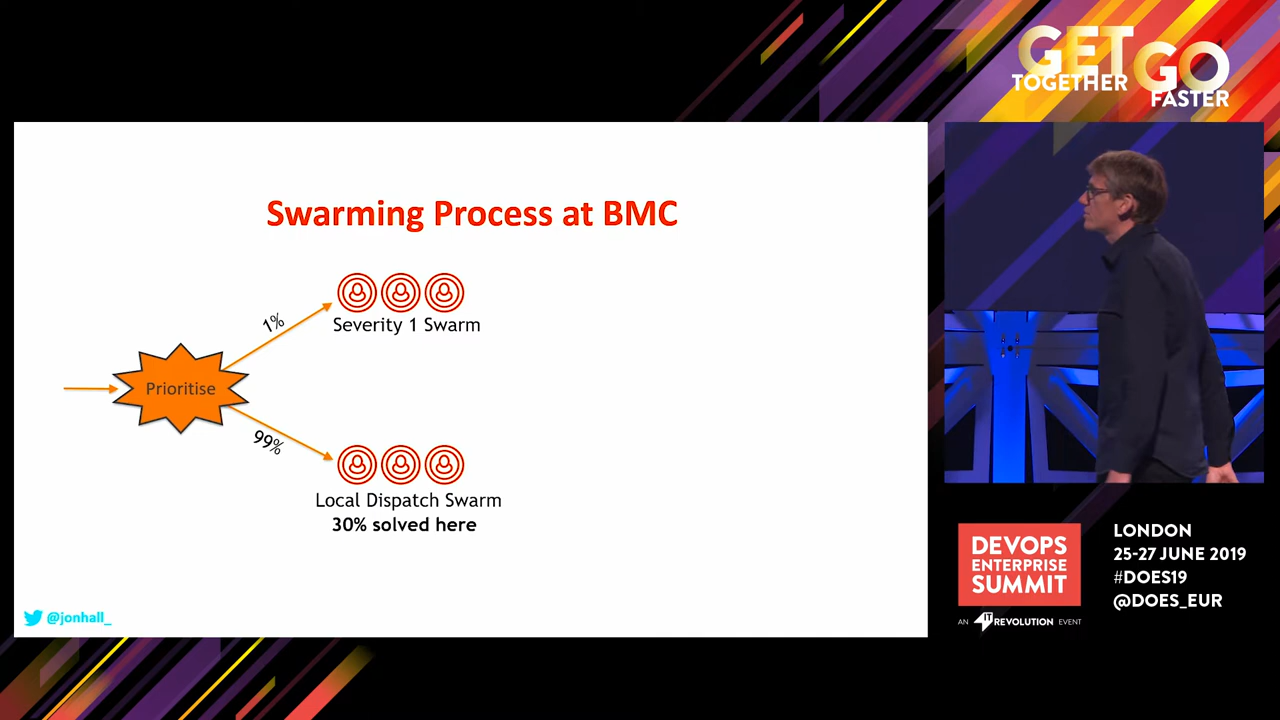 GET
TOGETHER GO
FASTER
Swarming Process at BMC
1%
Severity 1 Swarm
Prioritise
99%
Local Dispatch Swarm
30% solved here
@jonhall_
DEVOPS
ENTERPRISE
SUMMIT
AN IT REVOLUTION EVENT
LONDON
25-27 JUNE 2019
#DOES19
@DOES_EUR